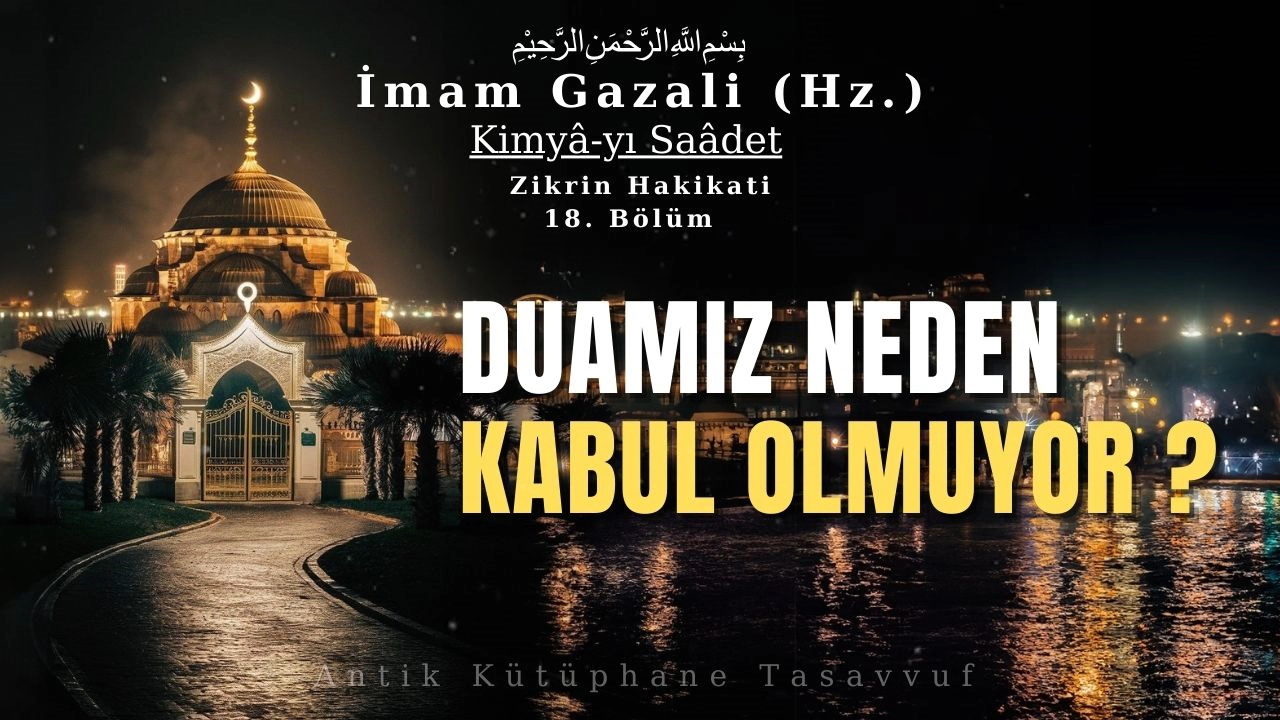 بِسْمِ اللَّهِ الرَّحْمَنِ الرَّحِيْمِ
İmam Gazali (Hz.)
Kimyâ-yı Saâdet
Zikrin Hakikati
18. Bölüm
DUAMIZ NEDEN
KABUL OLMUYOR ?
Antik Kütüphane Tasavvuf